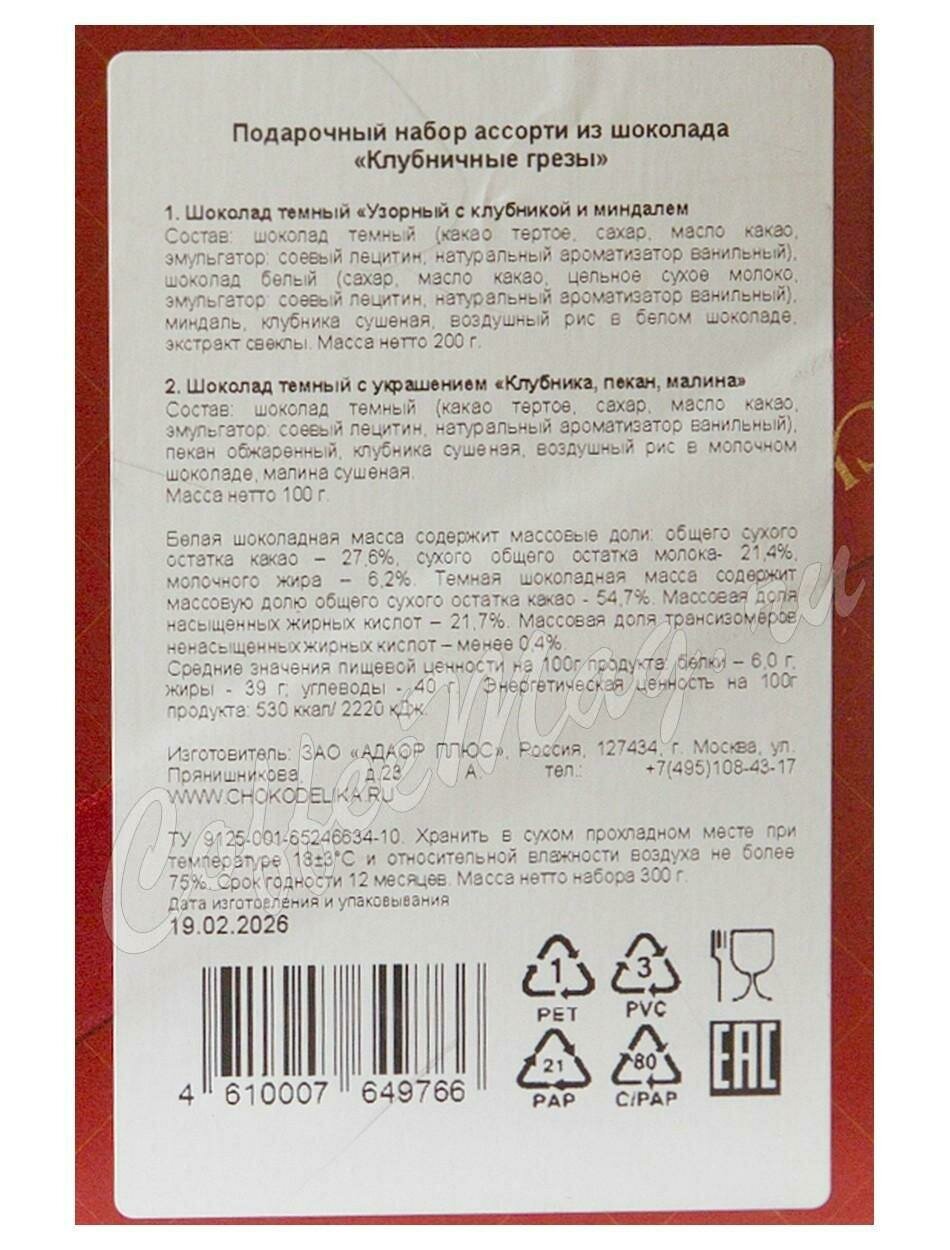 Подарочный набор ассорти из шоколада
«Клубничные грезы»
1. Шоколад темный «Узорный с клубникой и миндалем
Состав: шоколад темный (какао тертое, сахар, масло какао,
эмульгатор: соевый лецитин, натуральный ароматизатор ванильный),
шоколад белый (сахар, масло какао, цельное сухое молоко,
эмульгатор: соевый лецитин, натуральный ароматизатор ванильный),
миндаль, клубника сушеная, воздушный рис в белом шоколаде,
экстракт свеклы. Масса нетто 200 г.
2. Шоколад темный с украшением «Клубника, пекан, малина»
Состав: шоколад темный (какао тертое, сахар, масло какао,
эмульгатор: соевый лецитин, натуральный ароматизатор ванильный),
пекан обжаренный, клубника сушеная, воздушный рис в молочном
шоколаде, малина сушеная.
Масса нетто 100 г.
Белая шоколадная масса содержит массовые доли: общего сухого
остатка какао – 27,6%, сухого общего остатка молока- 21,4%,
молочного жира – 6,2%. Темная шоколадная масса содержит
массовую долю общего сухого остатка какао - 54,7%. Массовая доля
насыщенных жирных кислот – 21,7%. Массовая доля трансизомеров
ненасыщенных жирных кислот – менее 0,4%.
Средние значения пищевой ценности на 100г продукта: белки – 6,0 г;
жиры - 39 г; углеводы - 40 г. Энергетическая ценность на 100г
продукта: 530 ккал/ 2220 кДж.
Изготовитель: ЗАО «АДАОР ПЛЮС», Россия, 127434, г. Москва, ул.
Прянишникова, д.23 А. тел.: +7(495)108-43-17
WWW.CHOKODELIKA.RU
ТУ 9125-001-65246634-10. Хранить в сухом прохладном месте при
температуре 18±3°С и относительной влажности воздуха не более
75%. Срок годности 12 месяцев. Масса нетто набора 300 г.
Дата изготовления и упаковывания
19.02.2026
4 610007 649766
1 PET
3 PVC
21 PAP
80 C/PAP
EAC
CoffeeMag.ru